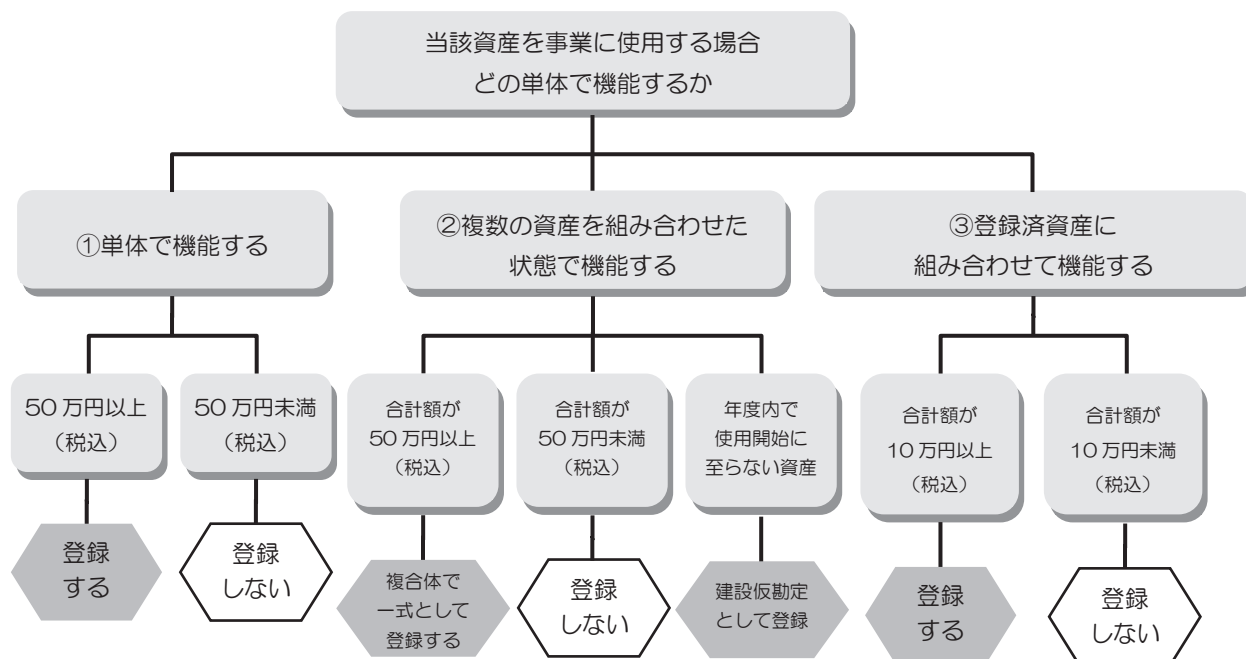 当該資産を事業に使用する場合
どの単体で機能するか
①単体で機能する
②複数の資産を組み合わせた
状態で機能する
③登録済資産に
組み合わせて機能する
50万円以上
（税込）
50万円未満
（税込）
合計額が
50万円以上
（税込）
合計額が
50万円未満
（税込）
年度内で
使用開始に
至らない資産
合計額が
10万円以上
（税込）
合計額が
10万円未満
（税込）
登録
する
登録
しない
複合体で
一式として
登録する
登録
しない
建設仮勘定
として登録
登録
する
登録
しない